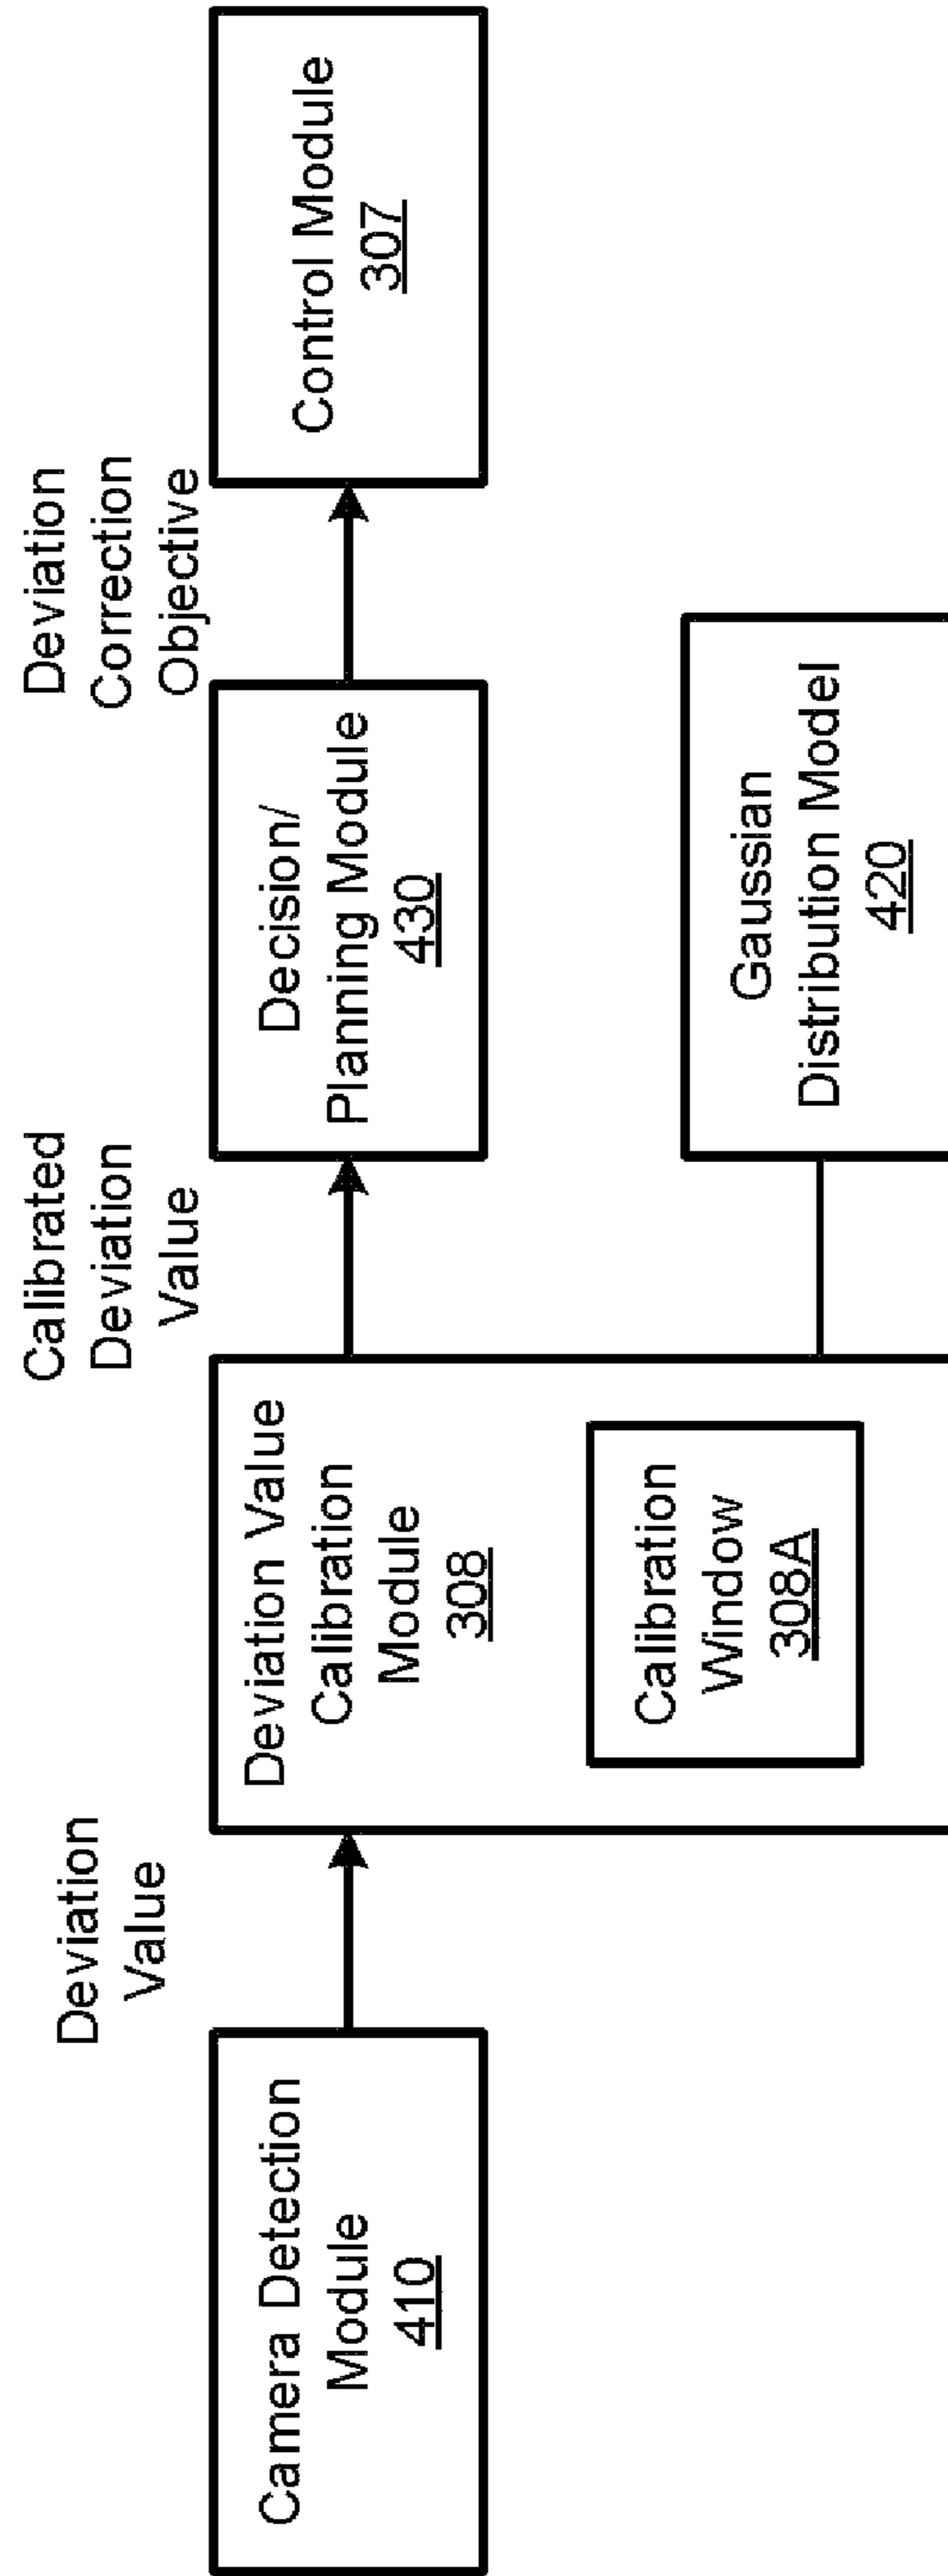 Camera Detection
Module
410
Deviation
Value
Deviation Value
Calibration
Module
308
Calibration
Window
308A
Calibrated
Deviation
Value
Decision/
Planning Module
430
Gaussian
Distribution Model
420
Deviation
Correction
Objective
Control Module
307